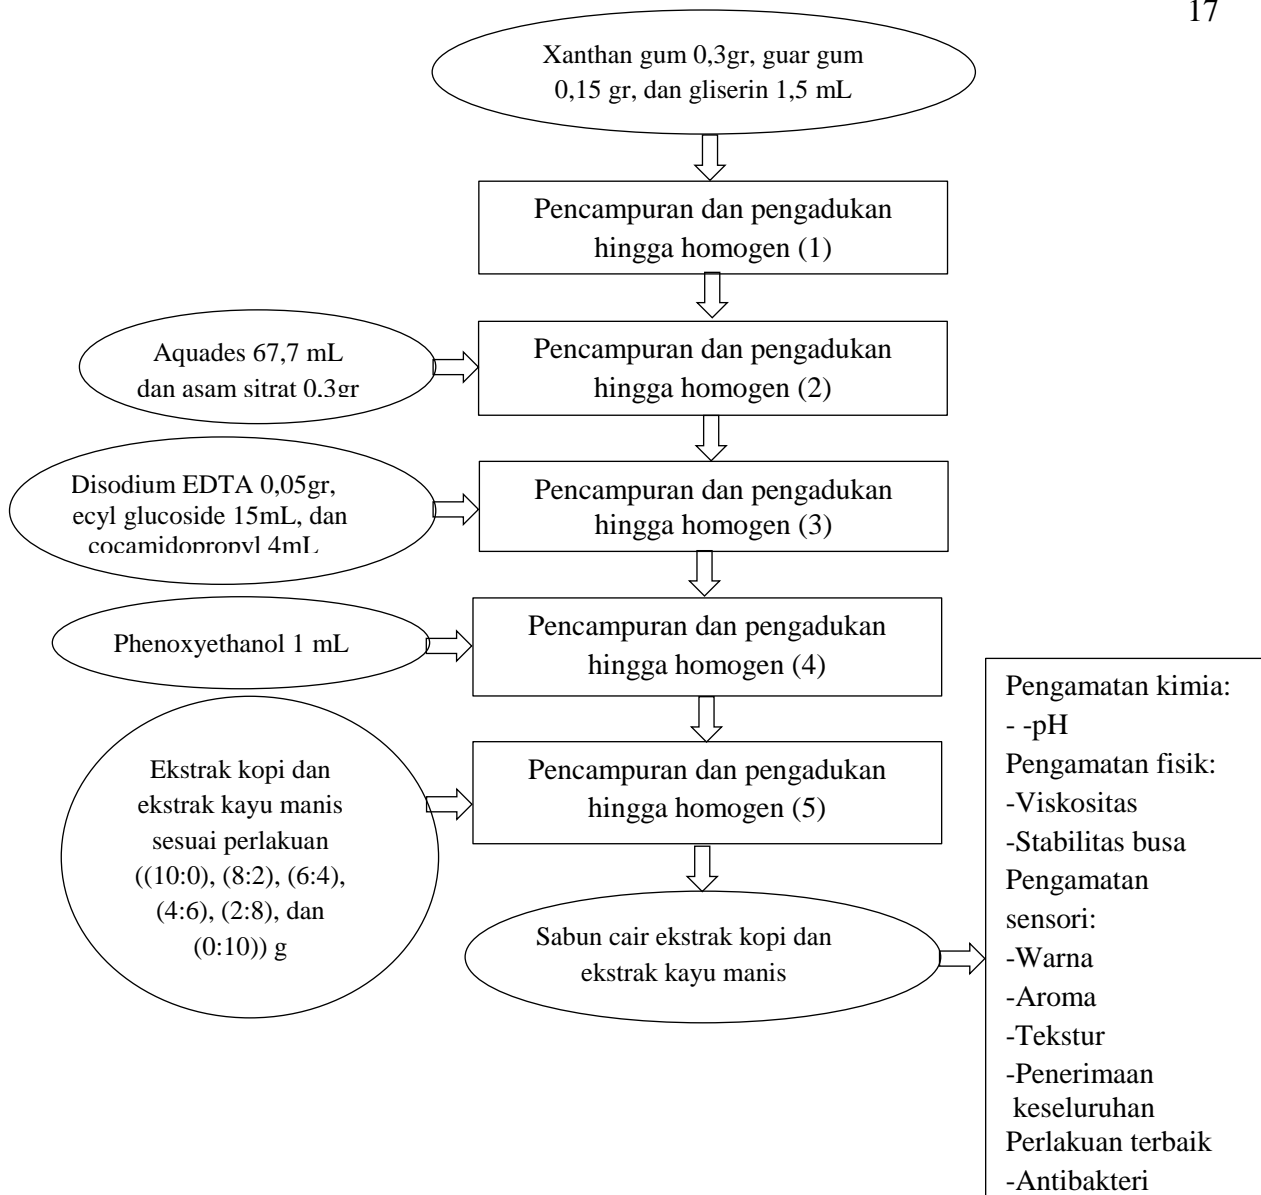 17
Xanthan gum 0,3gr, guar gum
0,15 gr, dan gliserin 1,5 mL
Pencampuran dan pengadukan
hingga homogen (1)
Aquades 67,7 mL
dan asam sitrat 0,3gr
Pencampuran dan pengadukan
hingga homogen (2)
Disodium EDTA 0,05gr,
ecyl glucoside 15mL, dan
cocamidopropyl 4mL
Pencampuran dan pengadukan
hingga homogen (3)
Phenoxyethanol 1 mL
Pencampuran dan pengadukan
hingga homogen (4)
Ekstrak kopi dan
ekstrak kayu manis
sesuai perlakuan
((10:0), (8:2), (6:4),
(4:6), (2:8), dan
(0:10)) g
Pencampuran dan pengadukan
hingga homogen (5)
Sabun cair ekstrak kopi dan
ekstrak kayu manis
Pengamatan kimia:
- -pH
Pengamatan fisik:
-Viskositas
-Stabilitas busa
Pengamatan
sensori:
-Warna
-Aroma
-Tekstur
-Penerimaan
keseluruhan
Perlakuan terbaik
-Antibakteri